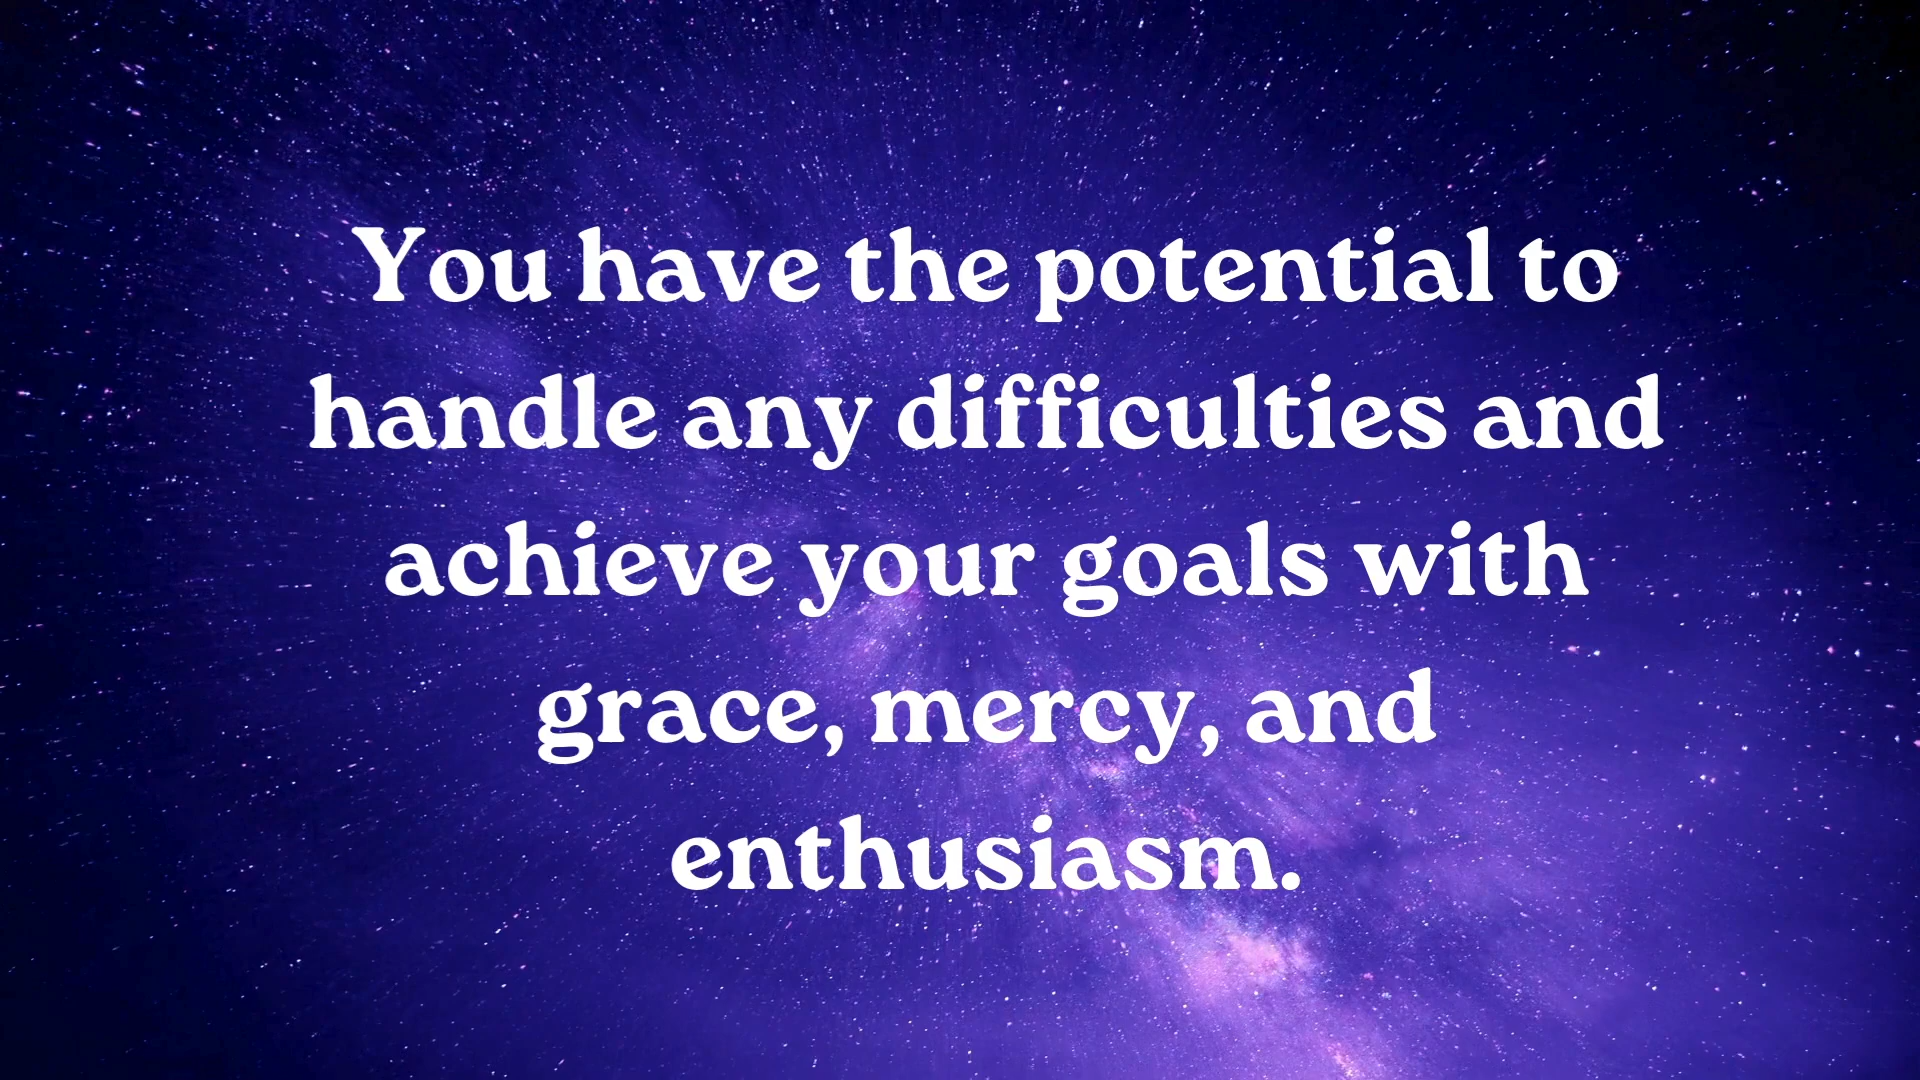 You have the potential to
handle any difficulties and
achieve your goals with
grace, mercy, and
enthusiasm.